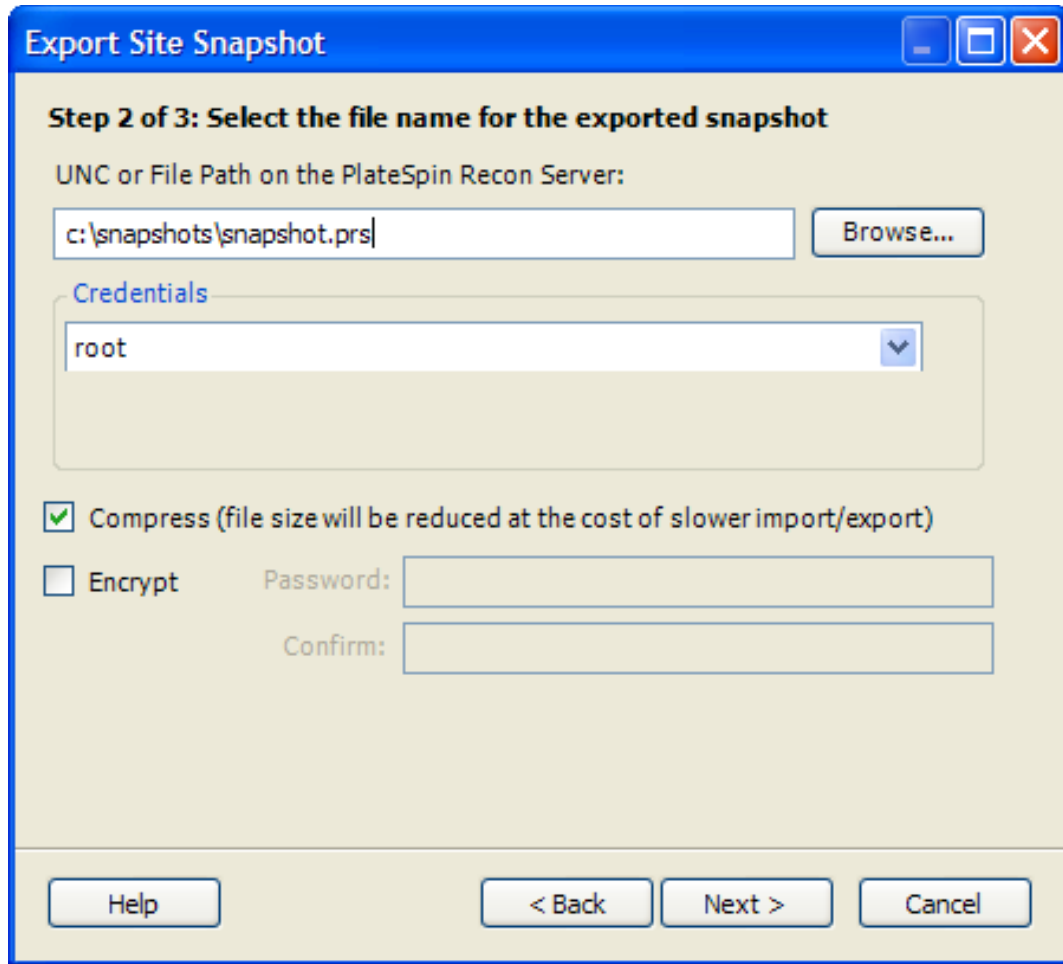 Export Site Snapshot
Step 2 of 3: Select the file name for the exported snapshot
UNC or File Path on the PlateSpin Recon Server:
c:\snapshots\snapshot.prs
Browse...
Credentials
root
Compress (file size will be reduced at the cost of slower import/export)
Encrypt Password:
Confirm:
Help < Back Next > Cancel